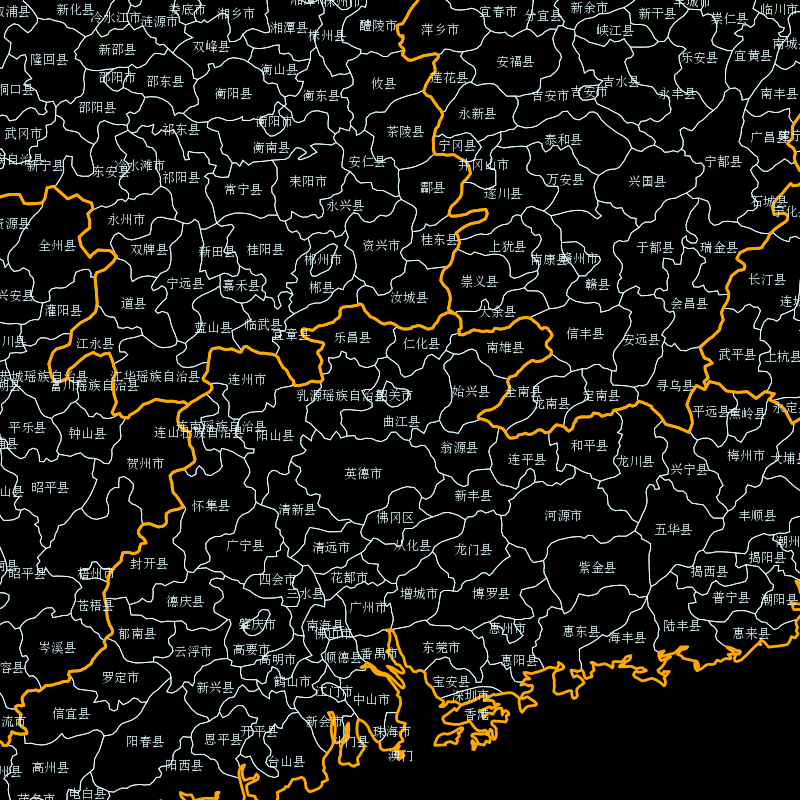 新化县
冷水江市
涟源市
娄底市
湘乡市
湘潭县
株洲县
醴陵市
萍乡市
宜春市
分宜县
新余市
新干县
崇仁县
临川市
峡江县
隆回县
新邵县
双峰县
衡山县
攸县
莲花县
安福县
乐安县
宜黄县
南城县
洞口县
邵阳市
邵东县
衡阳县
衡东县
吉安市
吉安市
吉水县
永丰县
南丰县
邵阳县
武冈市
祁东县
衡阳市
茶陵县
永新县
泰和县
广昌县
衡南县
宁冈县
新宁县
东安县
冷水滩市
祁阳县
常宁县
耒阳市
安仁县
酃县
井冈山市
遂川县
万安县
兴国县
宁都县
石城县
宁化县
资源县
永州市
永兴县
全州县
双牌县
新田县
桂阳县
郴州市
资兴市
桂东县
上犹县
南康县
赣州市
于都县
瑞金县
长汀县
兴安县
灌阳县
道县
宁远县
嘉禾县
郴县
汝城县
崇义县
赣县
会昌县
江永县
蓝山县
临武县
宜章县
乐昌县
仁化县
大余县
南雄县
信丰县
安远县
武平县
上杭县
恭城瑶族自治县
富川瑶族自治县
江华瑶族自治县
连州市
乳源瑶族自治县
韶关市
始兴县
全南县
龙南县
定南县
寻乌县
平远县
蕉岭县
永定县
平乐县
钟山县
连山壮族瑶族自治县
连南瑶族自治县
阳山县
曲江县
翁源县
连平县
和平县
龙川县
兴宁县
梅州市
大埔县
贺州市
英德市
昭平县
怀集县
清新县
新丰县
佛冈区
河源市
五华县
丰顺县
广宁县
清远市
从化县
龙门县
潮州市
昭平县
梧州市
封开县
四会市
花都市
紫金县
揭西县
揭阳县
苍梧县
德庆县
三水县
广州市
增城市
博罗县
普宁县
潮阳县
岑溪县
郁南县
云浮市
肇庆市
高要市
高明市
南海县
佛山市
顺德县
番禺市
东莞市
惠州市
惠东县
海丰县
陆丰县
惠来县
容县
罗定市
新兴县
鹤山市
江门市
中山市
宝安县
深圳市
惠阳县
香港
信宜县
阳春县
恩平县
开平县
新会市
斗门县
珠海市
澳门
高州县
阳西县
台山县
茂名市
电白县